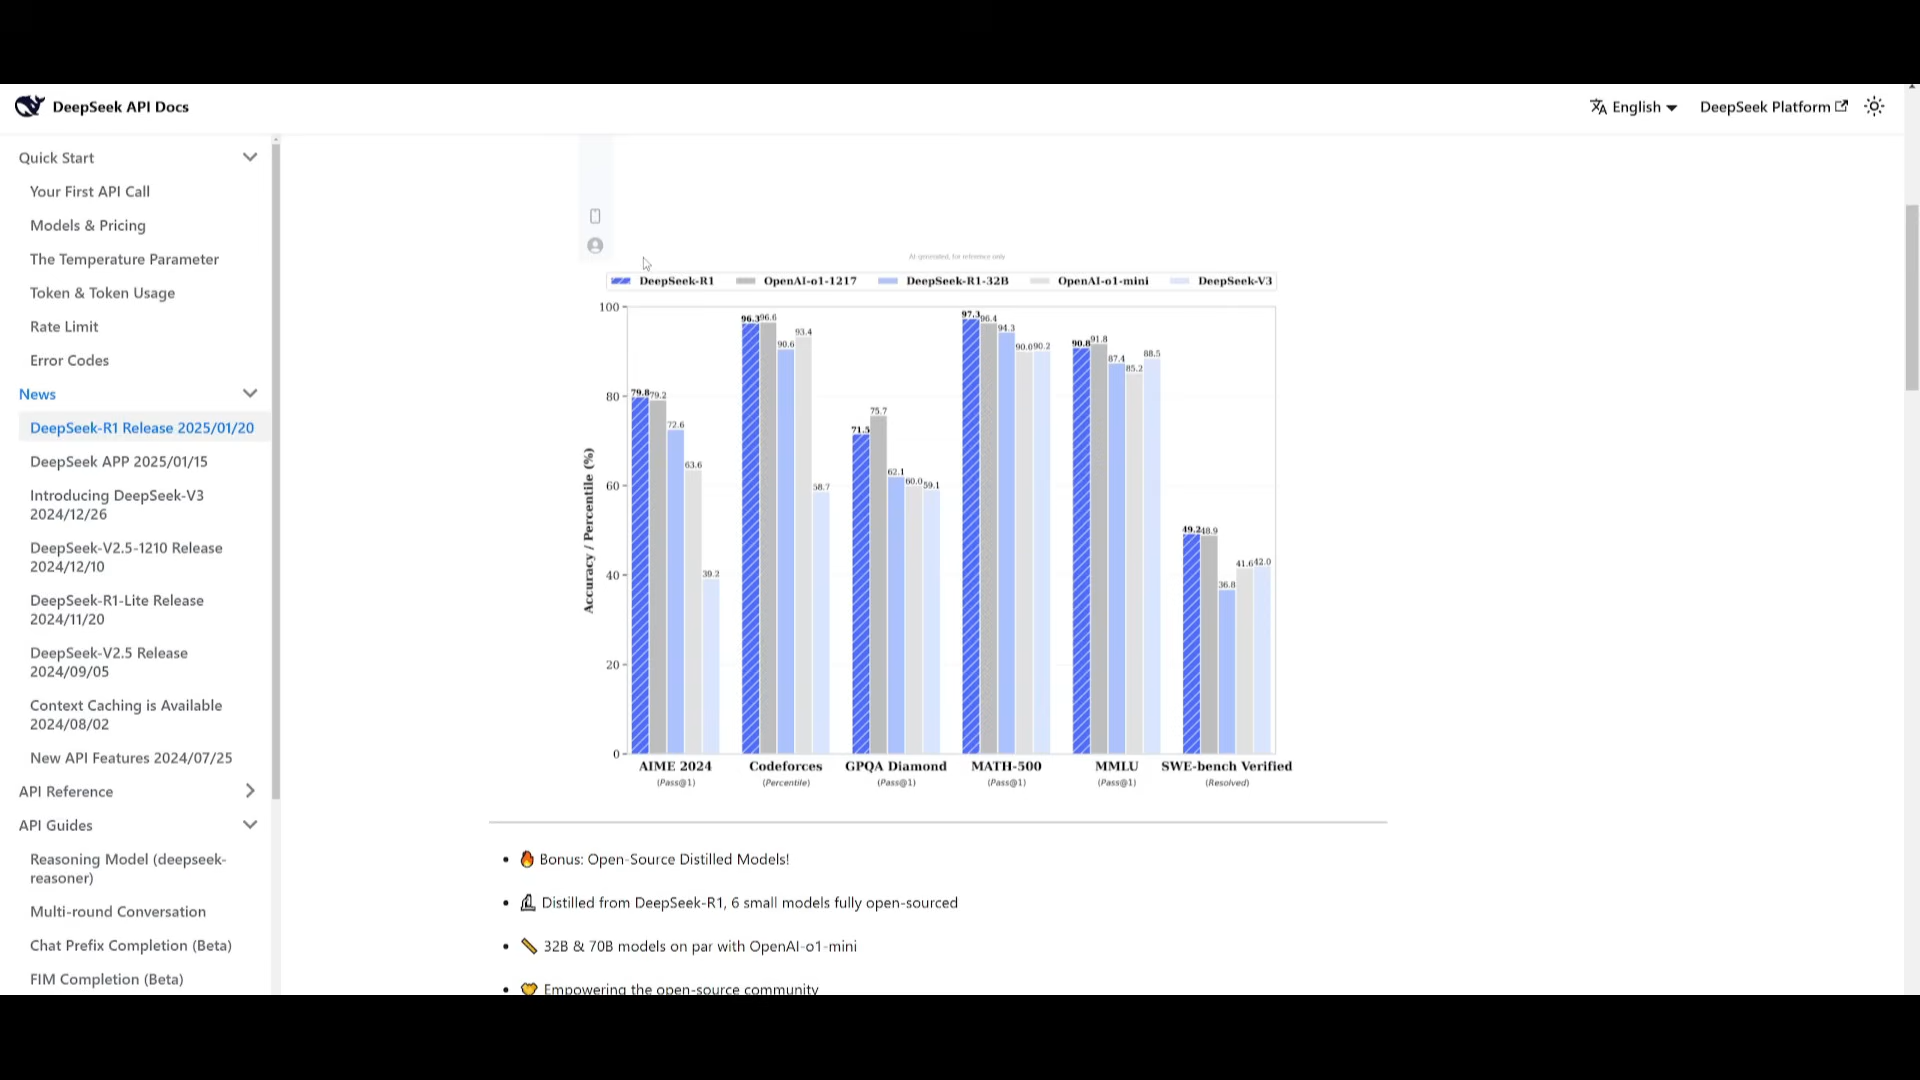 DeepSeek API Docs
English
DeepSeek Platform
Quick Start
Your First API Call
Models & Pricing
The Temperature Parameter
Token & Token Usage
Rate Limit
Error Codes
News
DeepSeek-R1 Release 2025/01/20
DeepSeek APP 2025/01/15
Introducing DeepSeek-V3
2024/12/26
DeepSeek-V2.5-1210 Release
2024/12/10
DeepSeek-R1-Lite Release
2024/11/20
DeepSeek-V2.5 Release
2024/09/05
Context Caching is Available
2024/08/02
New API Features 2024/07/25
API Reference
API Guides
Reasoning Model (deepseek-
reasoner)
Multi-round Conversation
Chat Prefix Completion (Beta)
FIM Completion (Beta)
AI-generated, for reference only
DeepSeek-R1 OpenAI-o1-1217 DeepSeek-R1-32B OpenAI-o1-mini DeepSeek-V3
Accuracy / Percentile (%)
100
80
60
40
20
0
79.8 79.2 72.6 63.6 39.2
96.3 96.6 90.6 93.4 58.7
71.5 75.7 62.1 60.0 59.1
97.3 96.4 94.3 90.0 90.2
90.8 91.8 87.4 85.2 88.5
49.2 48.9 36.8 41.6 42.0
AIME 2024 Codeforces GPQA Diamond MATH-500 MMLU SWE-bench Verified
(Pass@1) (Percentile) (Pass@1) (Pass@1) (Pass@1) (Resolved)
🔥 Bonus: Open-Source Distilled Models!
🔬 Distilled from DeepSeek-R1, 6 small models fully open-sourced
📏 32B & 70B models on par with OpenAI-o1-mini
🤝 Empowering the open-source community